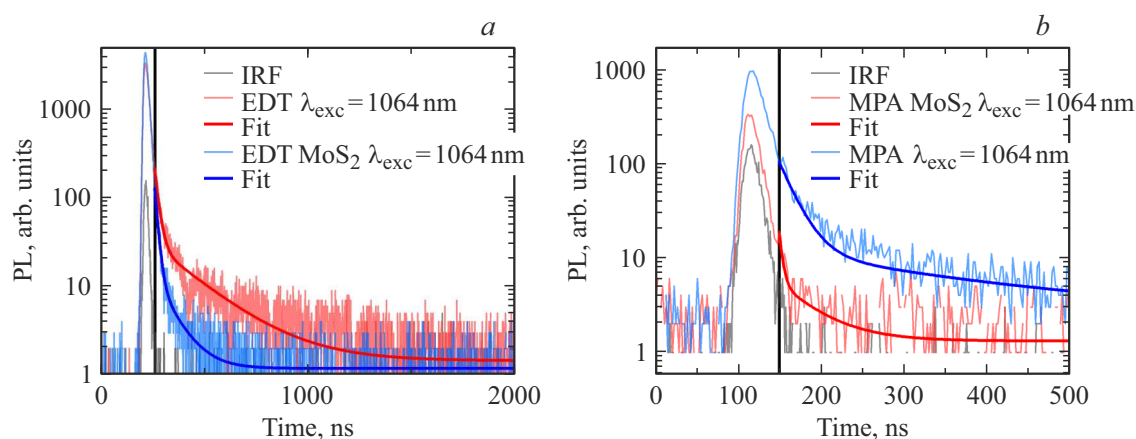 a
PL, arb. units
1000
100
10
1
IRF
EDT λexc = 1064 nm
Fit
EDT MoS2 λexc = 1064 nm
Fit
0 1000 2000
Time, ns
b
PL, arb. units
1000
100
10
1
IRF
MPA MoS2 λexc = 1064 nm
Fit
MPA λexc = 1064 nm
Fit
0 100 200 300 400 500
Time, ns